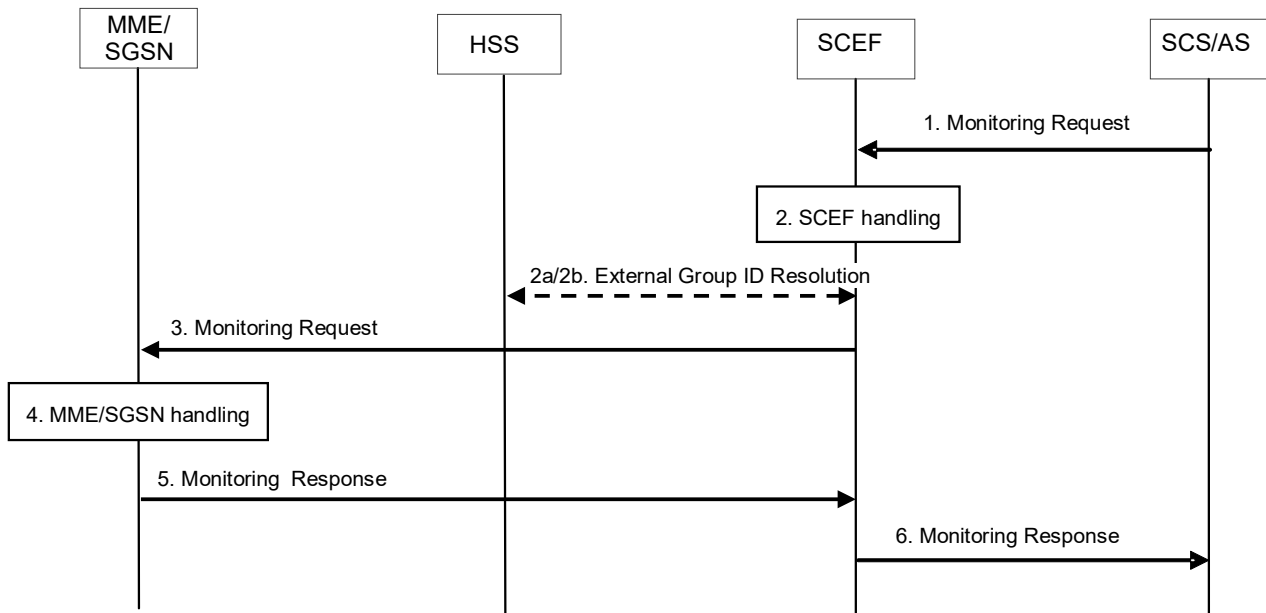 MME/
SGSN
HSS
SCEF
SCS/AS
1. Monitoring Request
2. SCEF handling
2a/2b. External Group ID Resolution
3. Monitoring Request
4. MME/SGSN handling
5. Monitoring  Response
6. Monitoring Response